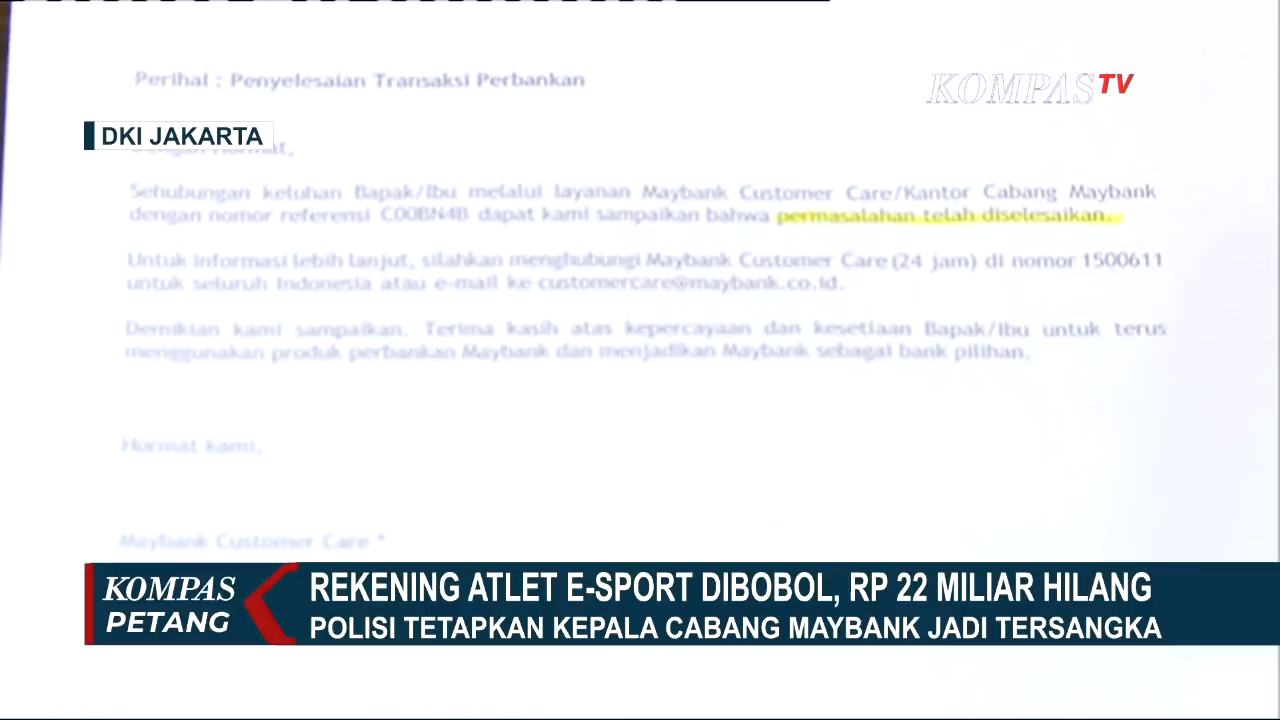 Perihal : Penyelesaian Transaksi Perbankan
KOMPAS TV
DKI JAKARTA
Sehubungan keluhan Bapak/Ibu melalui layanan Maybank Customer Care/Kantor Cabang Maybank
dengan nomor referensi C00BN4B dapat kami sampaikan bahwa permasalahan telah diselesaikan.
Untuk informasi lebih lanjut, silahkan menghubungi Maybank Customer Care (24 jam) di nomor 1500611
untuk seluruh Indonesia atau e-mail ke customercare@maybank.co.id.
Demikian kami sampaikan. Terima kasih atas kepercayaan dan kesetiaan Bapak/Ibu untuk terus
menggunakan produk perbankan Maybank dan menjadikan Maybank sebagai bank pilihan.
Hormat kami,
Maybank Customer Care *
KOMPAS
PETANG
REKENING ATLET E-SPORT DIBOBOL, RP 22 MILIAR HILANG
POLISI TETAPKAN KEPALA CABANG MAYBANK JADI TERSANGKA